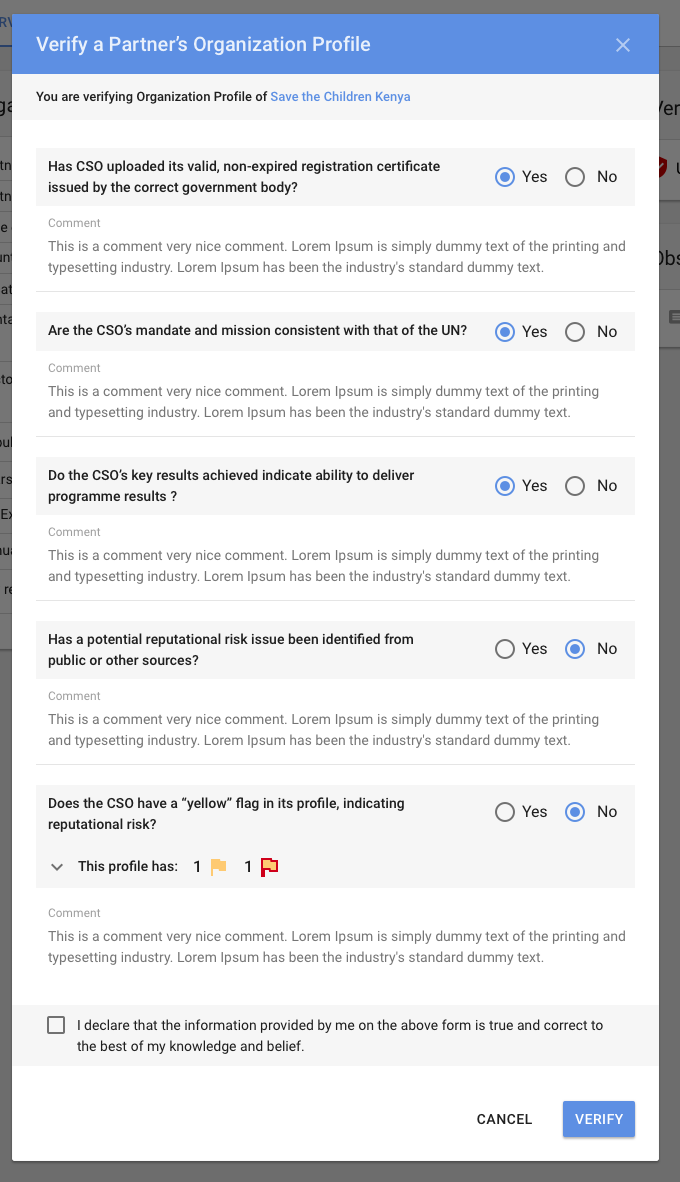 Verify a Partner’s Organization Profile
You are verifying Organization Profile of Save the Children Kenya
Has CSO uploaded its valid, non-expired registration certificate
issued by the correct government body?
Yes No
Comment
This is a comment very nice comment. Lorem Ipsum is simply dummy text of the printing and
typesetting industry. Lorem Ipsum has been the industry's standard dummy text.
Are the CSO’s mandate and mission consistent with that of the UN?
Yes No
Comment
This is a comment very nice comment. Lorem Ipsum is simply dummy text of the printing
and typesetting industry. Lorem Ipsum has been the industry's standard dummy text.
Do the CSO’s key results achieved indicate ability to deliver
programme results ?
Yes No
Comment
This is a comment very nice comment. Lorem Ipsum is simply dummy text of the printing
and typesetting industry. Lorem Ipsum has been the industry's standard dummy text.
Has a potential reputational risk issue been identified from
public or other sources?
Yes No
Comment
This is a comment very nice comment. Lorem Ipsum is simply dummy text of the printing
and typesetting industry. Lorem Ipsum has been the industry's standard dummy text.
Does the CSO have a “yellow” flag in its profile, indicating
reputational risk?
Yes No
This profile has: 1 1
Comment
This is a comment very nice comment. Lorem Ipsum is simply dummy text of the printing and
typesetting industry. Lorem Ipsum has been the industry's standard dummy text.
I declare that the information provided by me on the above form is true and correct to
the best of my knowledge and belief.
CANCEL VERIFY